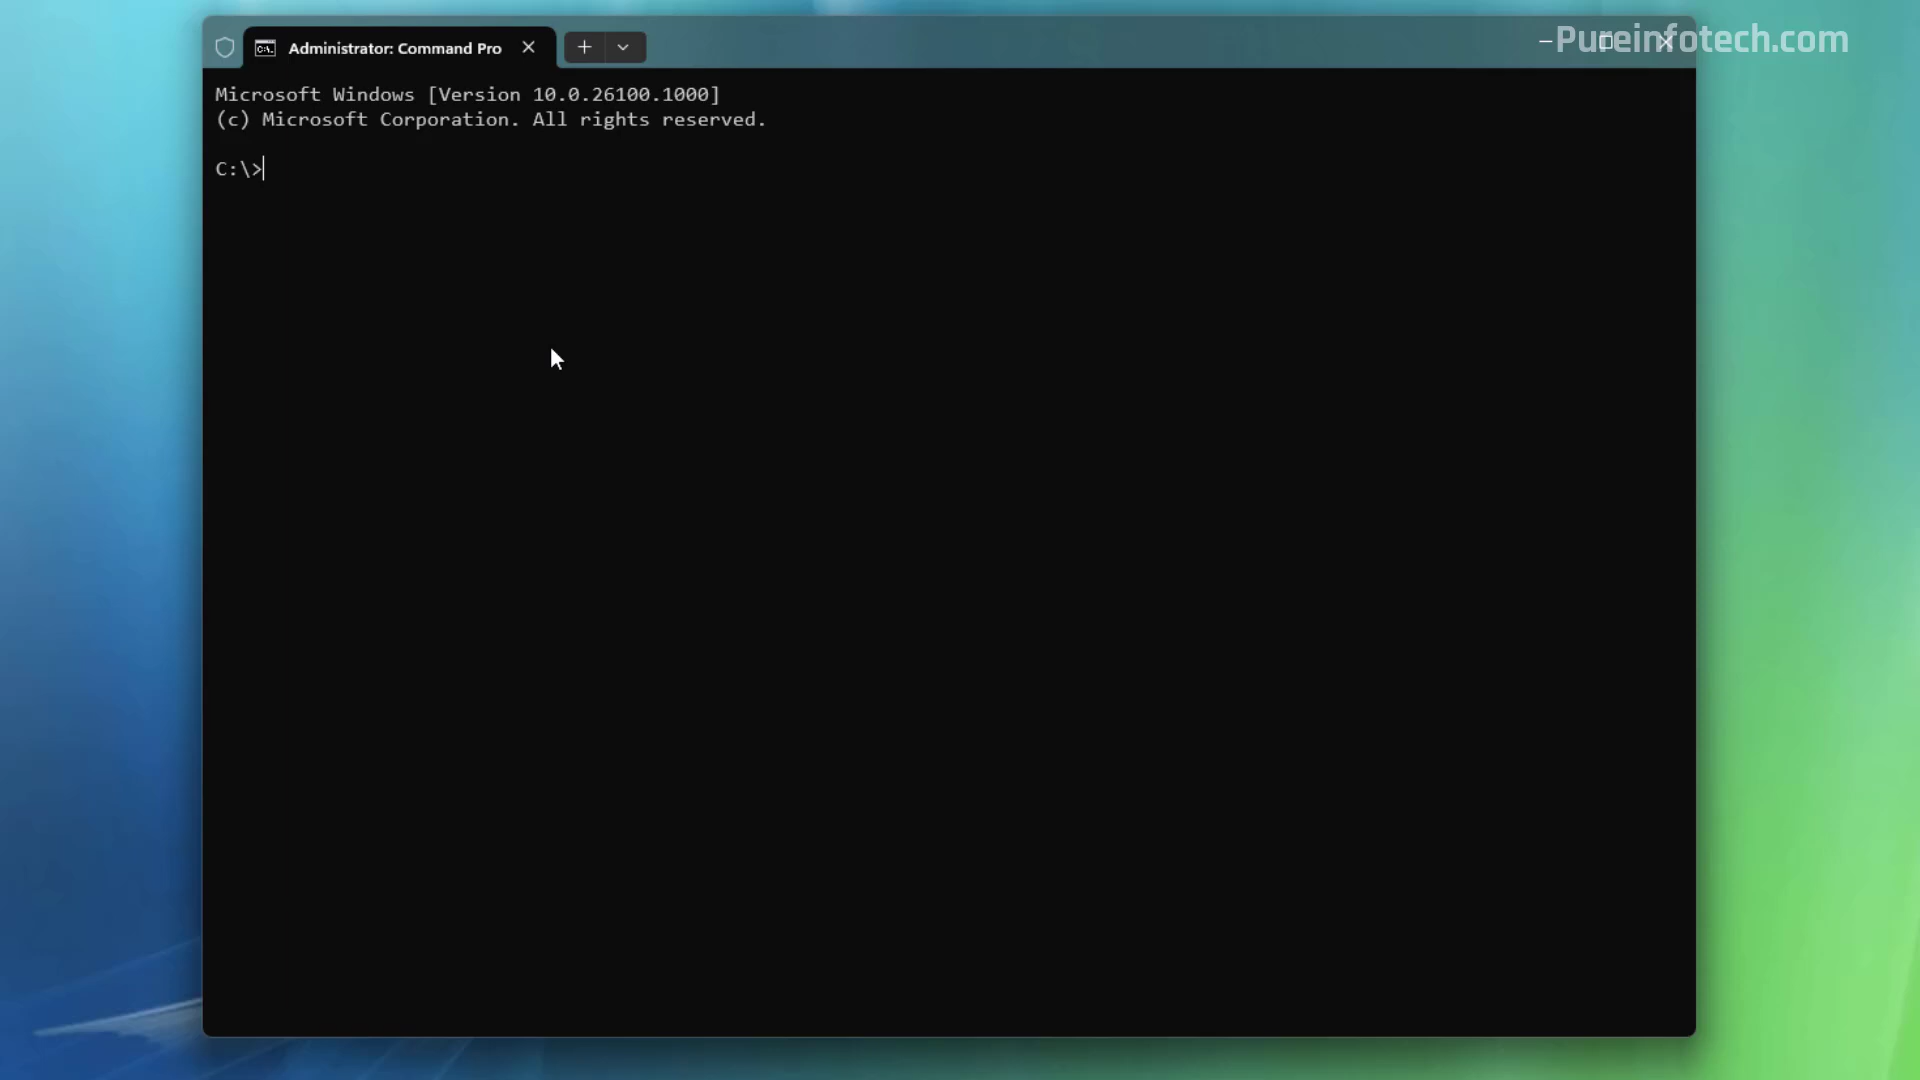 Pureinfotech.com
Administrator: Command Pro
Microsoft Windows [Version 10.0.26100.1000]
(c) Microsoft Corporation. All rights reserved.
C:\>